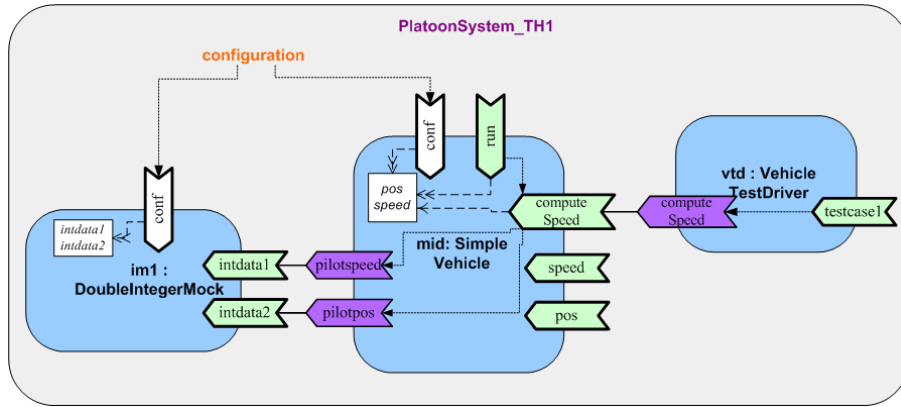 PlatoonSystem_TH1
configuration
conf
run
conf
pos
speed
vtd : Vehicle
TestDriver
compute
Speed
compute
Speed
testcase1
intdata1
intdata2
mid: Simple
Vehicle
im1 :
DoubleIntegerMock
intdata1
pilotspeed
speed
intdata2
pilotpos
pos